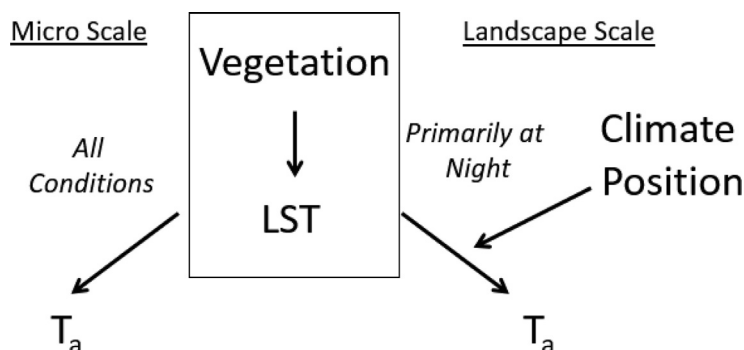 Micro Scale
Vegetation
Landscape Scale
All
Conditions
LST
Primarily at
Night
Climate
Position
Ta
Ta